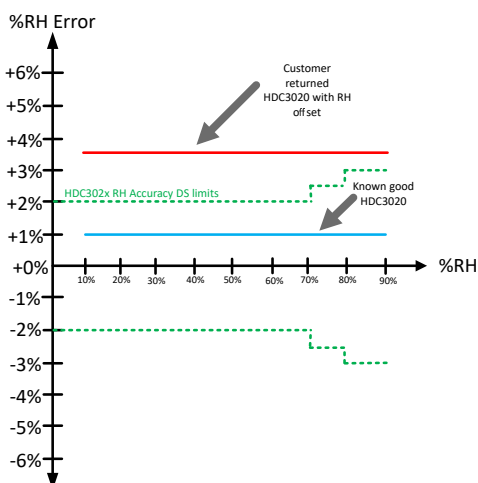 %RH Error
+6%
+5%
+4%
+3%
+2%
+1%
+0%
-1%
-2%
-3%
-4%
-5%
-6%
Customer
returned
HDC3020 with RH
offset
HDC302x RH Accuracy DS limits
Known good
HDC3020
%RH
10% 20% 30% 40% 50% 60% 70% 80% 90%